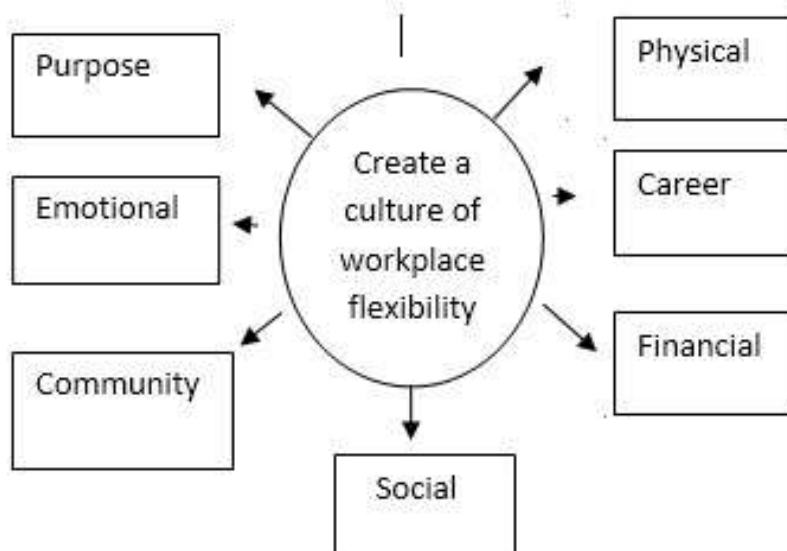 Purpose
Physical
Create a
culture of
workplace
flexibility
Emotional
Career
Community
Financial
Social